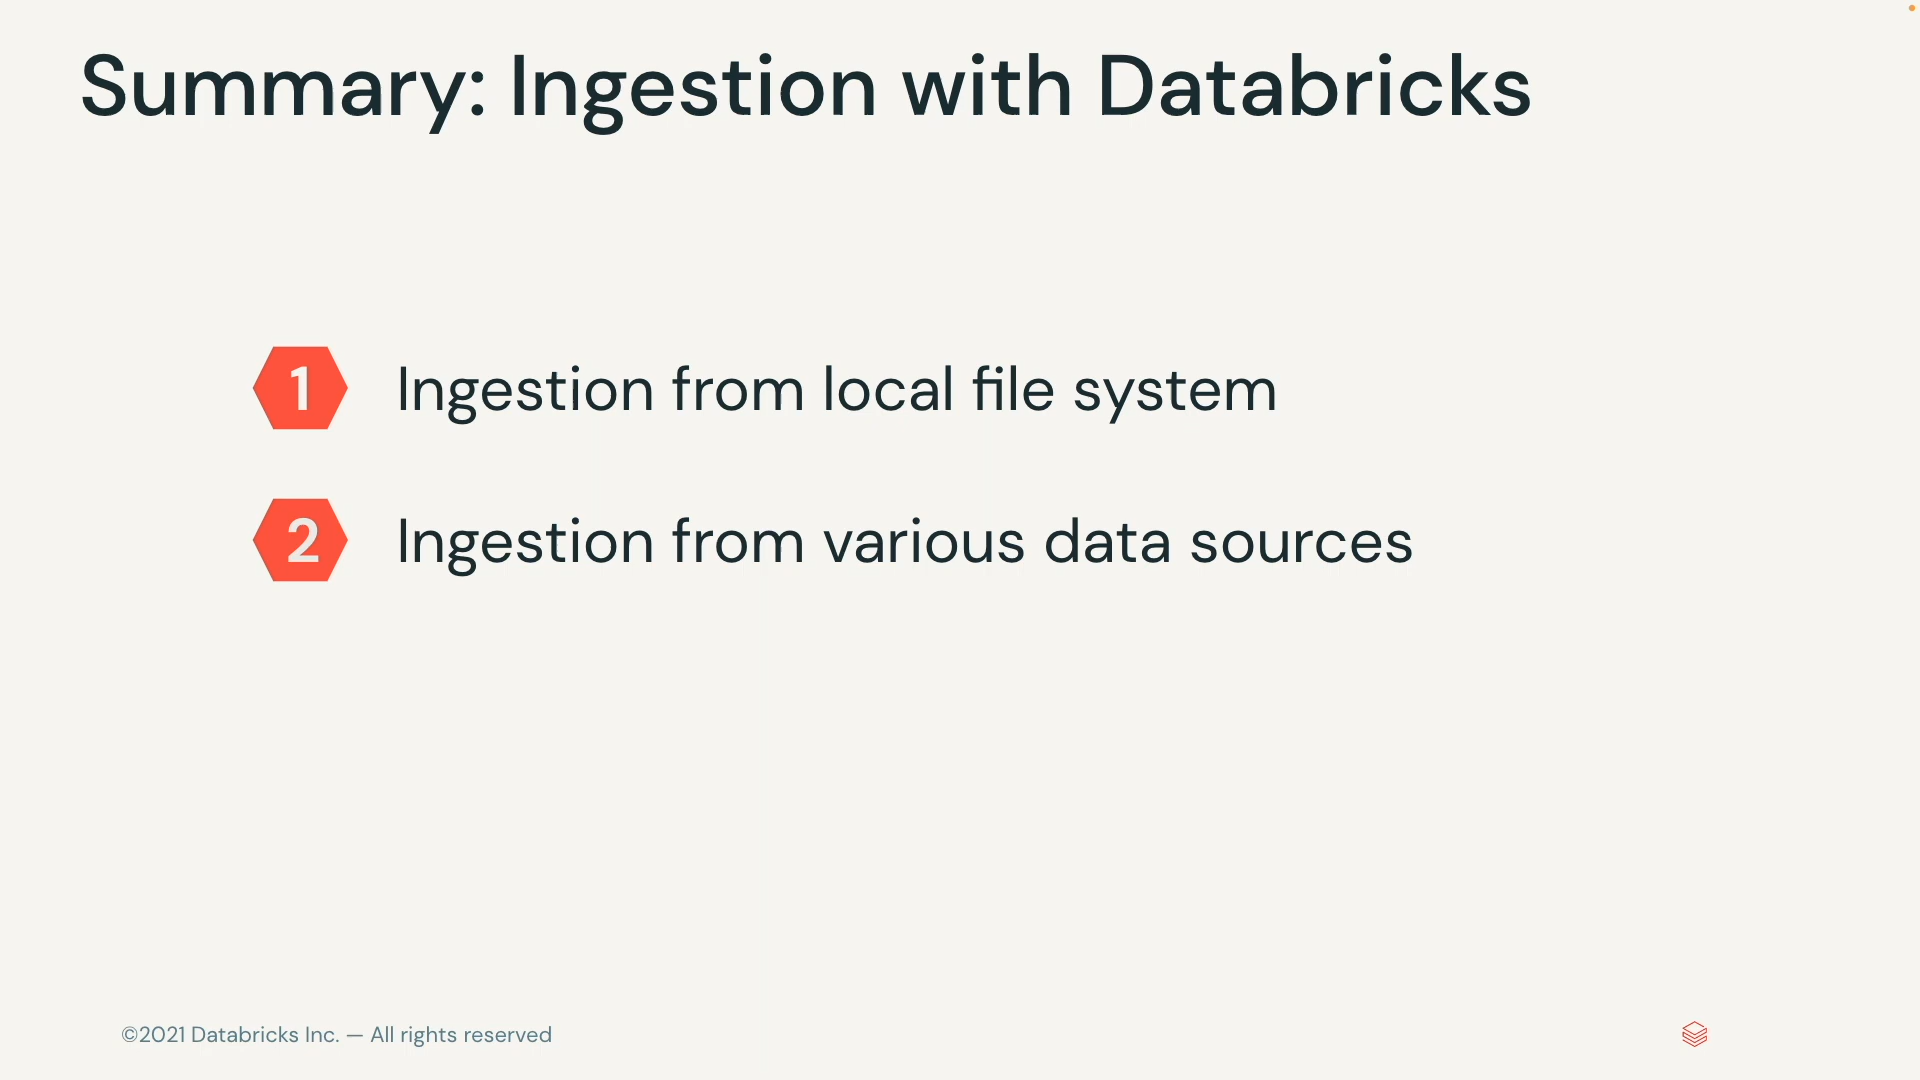 Summary: Ingestion with Databricks
1 Ingestion from local file system
2 Ingestion from various data sources
©2021 Databricks Inc. — All rights reserved